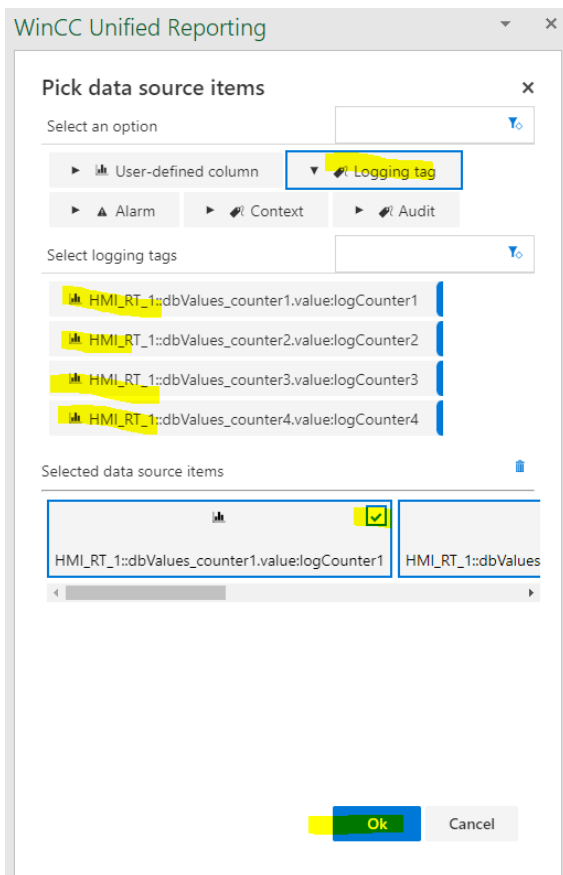 WinCC Unified Reporting
Pick data source items
Select an option
User-defined column
Logging tag
Alarm
Context
Audit
Select logging tags
HMI_RT_1::dbValues_counter1.value:logCounter1
HMI_RT_1::dbValues_counter2.value:logCounter2
HMI_RT_1::dbValues_counter3.value:logCounter3
HMI_RT_1::dbValues_counter4.value:logCounter4
Selected data source items
HMI_RT_1::dbValues_counter1.value:logCounter1
HMI_RT_1::dbValues
Ok
Cancel